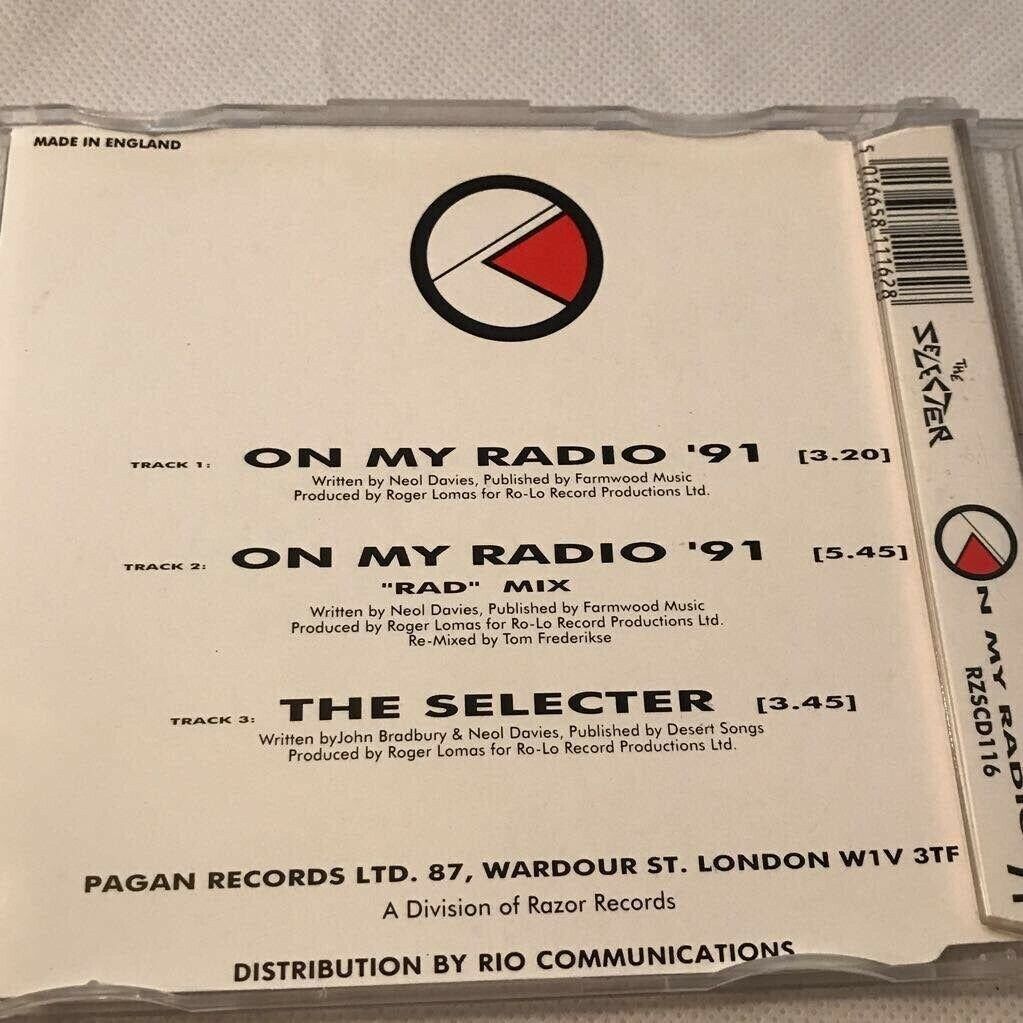 MADE IN ENGLAND
TRACK 1: ON MY RADIO '91 [3.20]
Written by Neol Davies, Published by Farmwood Music
Produced by Roger Lomas for Ro-Lo Record Productions Ltd.
TRACK 2: ON MY RADIO '91 [5.45]
"RAD" MIX
Written by Neol Davies, Published by Farmwood Music
Produced by Roger Lomas for Ro-Lo Record Productions Ltd.
Re-Mixed by Tom Frederikse
TRACK 3: THE SELECTER [3.45]
Written byJohn Bradbury & Neol Davies, Published by Desert Songs
Produced by Roger Lomas for Ro-Lo Record Productions Ltd.
PAGAN RECORDS LTD. 87, WARDOUR ST. LONDON W1V 3TF
A Division of Razor Records
DISTRIBUTION BY RIO COMMUNICATIONS
5 016658 111628
THE
SELECTER
ON MY RADIO '91
RZSCD116